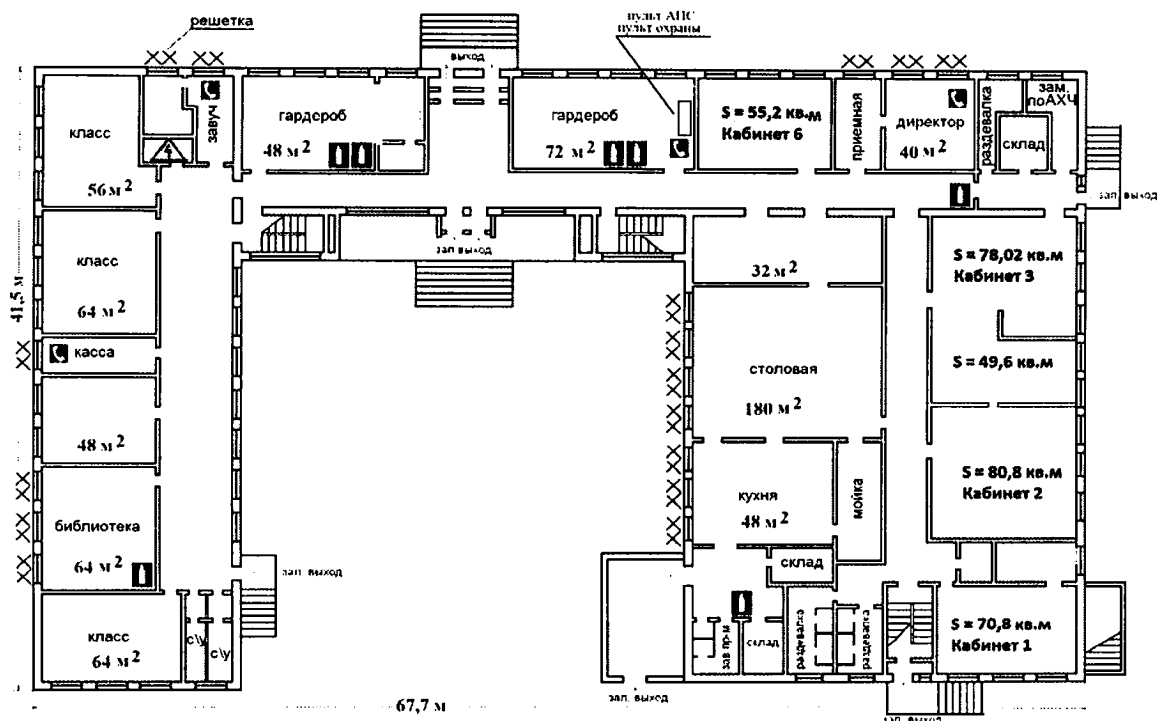 решетка
выход
пульт АПС
пульт охраны
класс
56 м2
завуч
гардероб
48 м2
гардероб
72 м2
S = 55,2 кв.м
Кабинет 6
приемная
директор
40 м2
раздевалка
зам.
поАХЧ
склад
зап. выход
класс
64 м2
зап. выход
32 м2
S = 78,02 кв.м
Кабинет 3
41,5 м
касса
столовая
180 м2
S = 49,6 кв.м
48 м2
S = 80,8 кв.м
Кабинет 2
библиотека
64 м2
кухня
48 м2
мойка
зап. выход
склад
класс
64 м2
с\у
с\у
зав пр-м
склад
раздевалка
раздевалка
S = 70,8 кв.м
Кабинет 1
зап. выход
67,7 м
зап. выход